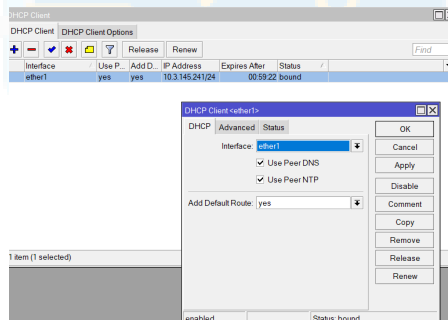 DHCP Client
DHCP Client DHCP Client Options
Release Renew Find
Interface / Use P... Add D... IP Address Expires After Status /
ether1 yes yes 10.3.145.241/24 00:59:22 bound
DHCP Client <ether1>
DHCP Advanced Status
OK
Interface: ether1
Cancel
Use Peer DNS
Apply
Use Peer NTP
Disable
Add Default Route: yes
Comment
Copy
Remove
1 item (1 selected)
Release
Renew
enabled Status: bound